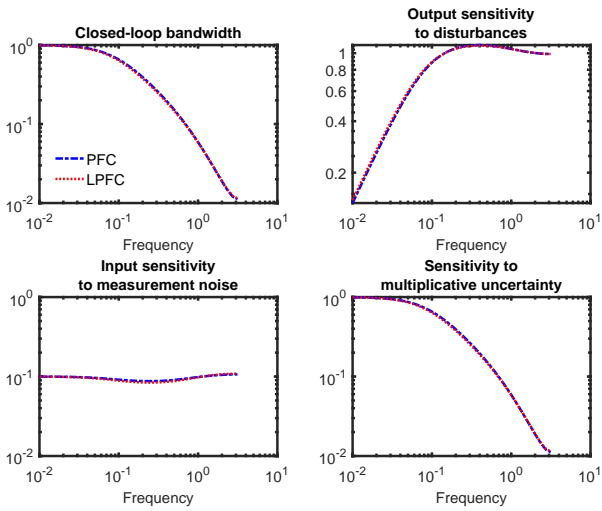 Closed-loop bandwidth
10^0
10^-1
10^-2
PFC
LPFC
10^-2 10^-1 10^0 10^1
Frequency
Output sensitivity
to disturbances
1
0.8
0.6
0.4
0.2
10^-2 10^-1 10^0 10^1
Frequency
Input sensitivity
to measurement noise
10^0
10^-1
10^-2
10^-2 10^-1 10^0 10^1
Frequency
Sensitivity to
multiplicative uncertainty
10^0
10^-1
10^-2
10^-2 10^-1 10^0 10^1
Frequency